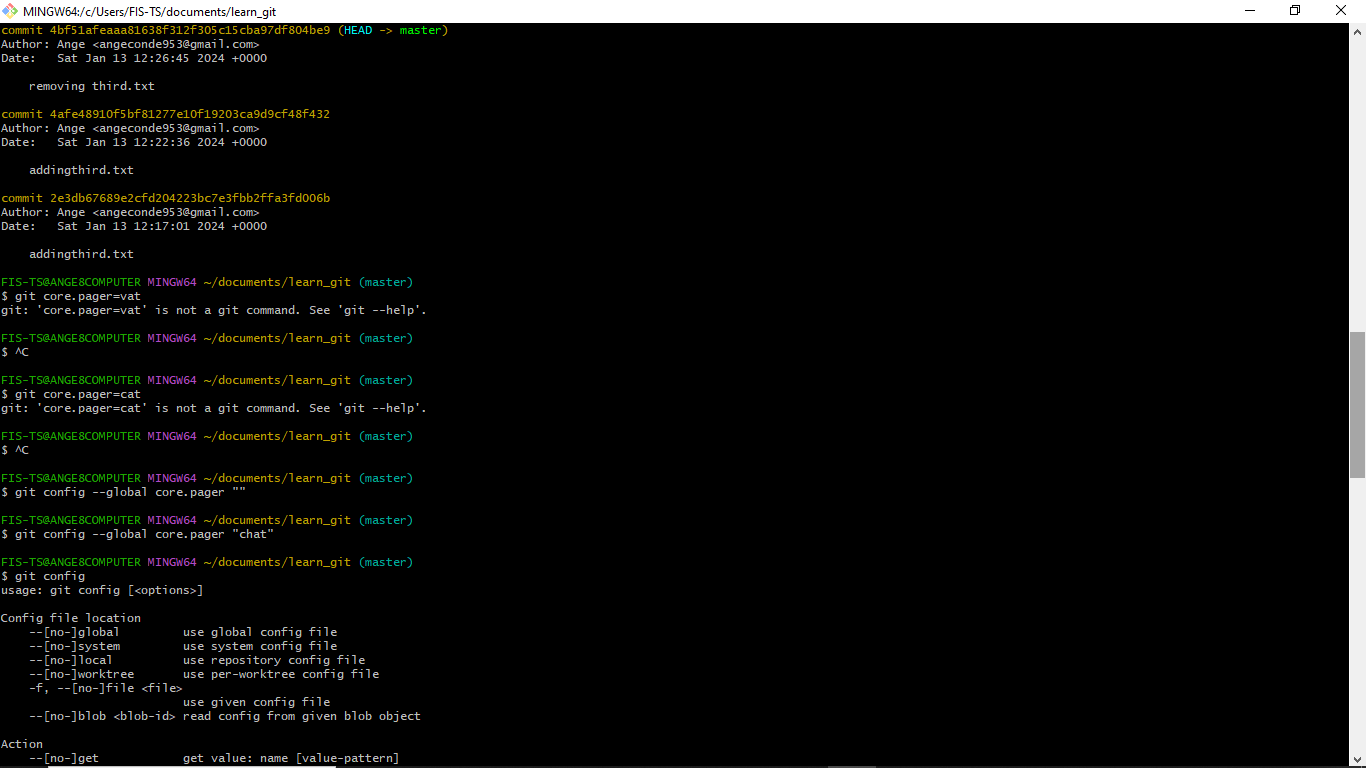 MINGW64:/c/Users/FIS-TS/documents/learn_git
commit 4bf51afeaaa81638f312f305c15cba97df804be9 (HEAD -> master)
Author: Ange <angeconde953@gmail.com>
Date:   Sat Jan 13 12:26:45 2024 +0000
    removing third.txt
commit 4afe48910f5bf81277e10f19203ca9d9cf48f432
Author: Ange <angeconde953@gmail.com>
Date:   Sat Jan 13 12:22:36 2024 +0000
    addingthird.txt
commit 2e3db67689e2cfd204223bc7e3fbb2ffa3fd006b
Author: Ange <angeconde953@gmail.com>
Date:   Sat Jan 13 12:17:01 2024 +0000
    addingthird.txt
FIS-TS@ANGE8COMPUTER MINGW64 ~/documents/learn_git (master)
$ git core.pager=vat
git: 'core.pager=vat' is not a git command. See 'git --help'.
FIS-TS@ANGE8COMPUTER MINGW64 ~/documents/learn_git (master)
$ ^C
FIS-TS@ANGE8COMPUTER MINGW64 ~/documents/learn_git (master)
$ git core.pager=cat
git: 'core.pager=cat' is not a git command. See 'git --help'.
FIS-TS@ANGE8COMPUTER MINGW64 ~/documents/learn_git (master)
$ ^C
FIS-TS@ANGE8COMPUTER MINGW64 ~/documents/learn_git (master)
$ git config --global core.pager ""
FIS-TS@ANGE8COMPUTER MINGW64 ~/documents/learn_git (master)
$ git config --global core.pager "chat"
FIS-TS@ANGE8COMPUTER MINGW64 ~/documents/learn_git (master)
$ git config
usage: git config [<options>]
Config file location
    --[no-]global         use global config file
    --[no-]system         use system config file
    --[no-]local          use repository config file
    --[no-]worktree       use per-worktree config file
    -f, --[no-]file <file>
                          use given config file
    --[no-]blob <blob-id> read config from given blob object
Action
    --[no-]get            get value: name [value-pattern]